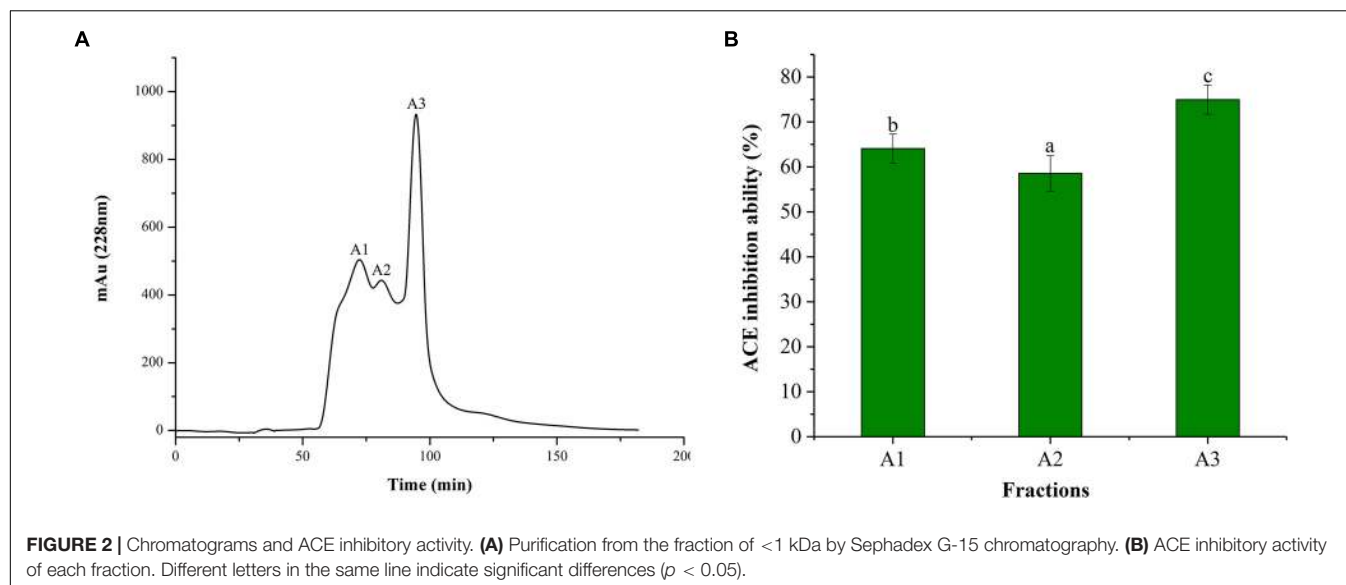 A
1000
800
600
400
200
0
mAu (228nm)
A1
A2
A3
0
50
100
150
Time (min)
B
80
70
60
50
40
30
20
10
0
ACE inhibition ability (%)
b
a
c
A1
A2
A3
Fractions
FIGURE 2 | Chromatograms and ACE inhibitory activity. (A) Purification from the fraction of <1 kDa by Sephadex G-15 chromatography. (B) ACE inhibitory activity
of each fraction. Different letters in the same line indicate significant differences (p < 0.05).